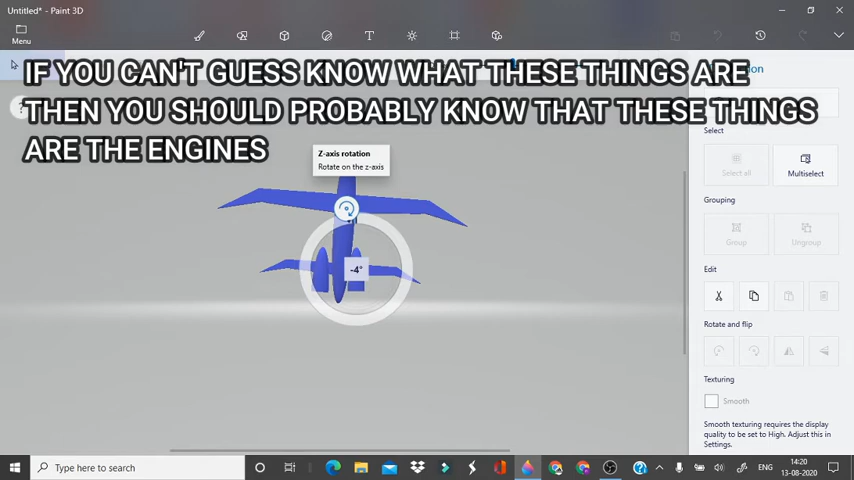 Untitled* - Paint 3D
Menu
IF YOU CAN'T GUESS KNOW WHAT THESE THINGS ARE
THEN YOU SHOULD PROBABLY KNOW THAT THESE THINGS
ARE THE ENGINES
?
Select
Select all
Multiselect
Z-axis rotation
Rotate on the z-axis
Grouping
Group
Ungroup
-4°
Edit
Rotate and flip
Texturing
Smooth
Smooth texturing requires the display
quality to be set to High. Adjust this in
Settings.
Type here to search
ENG
14:20
13-08-2020